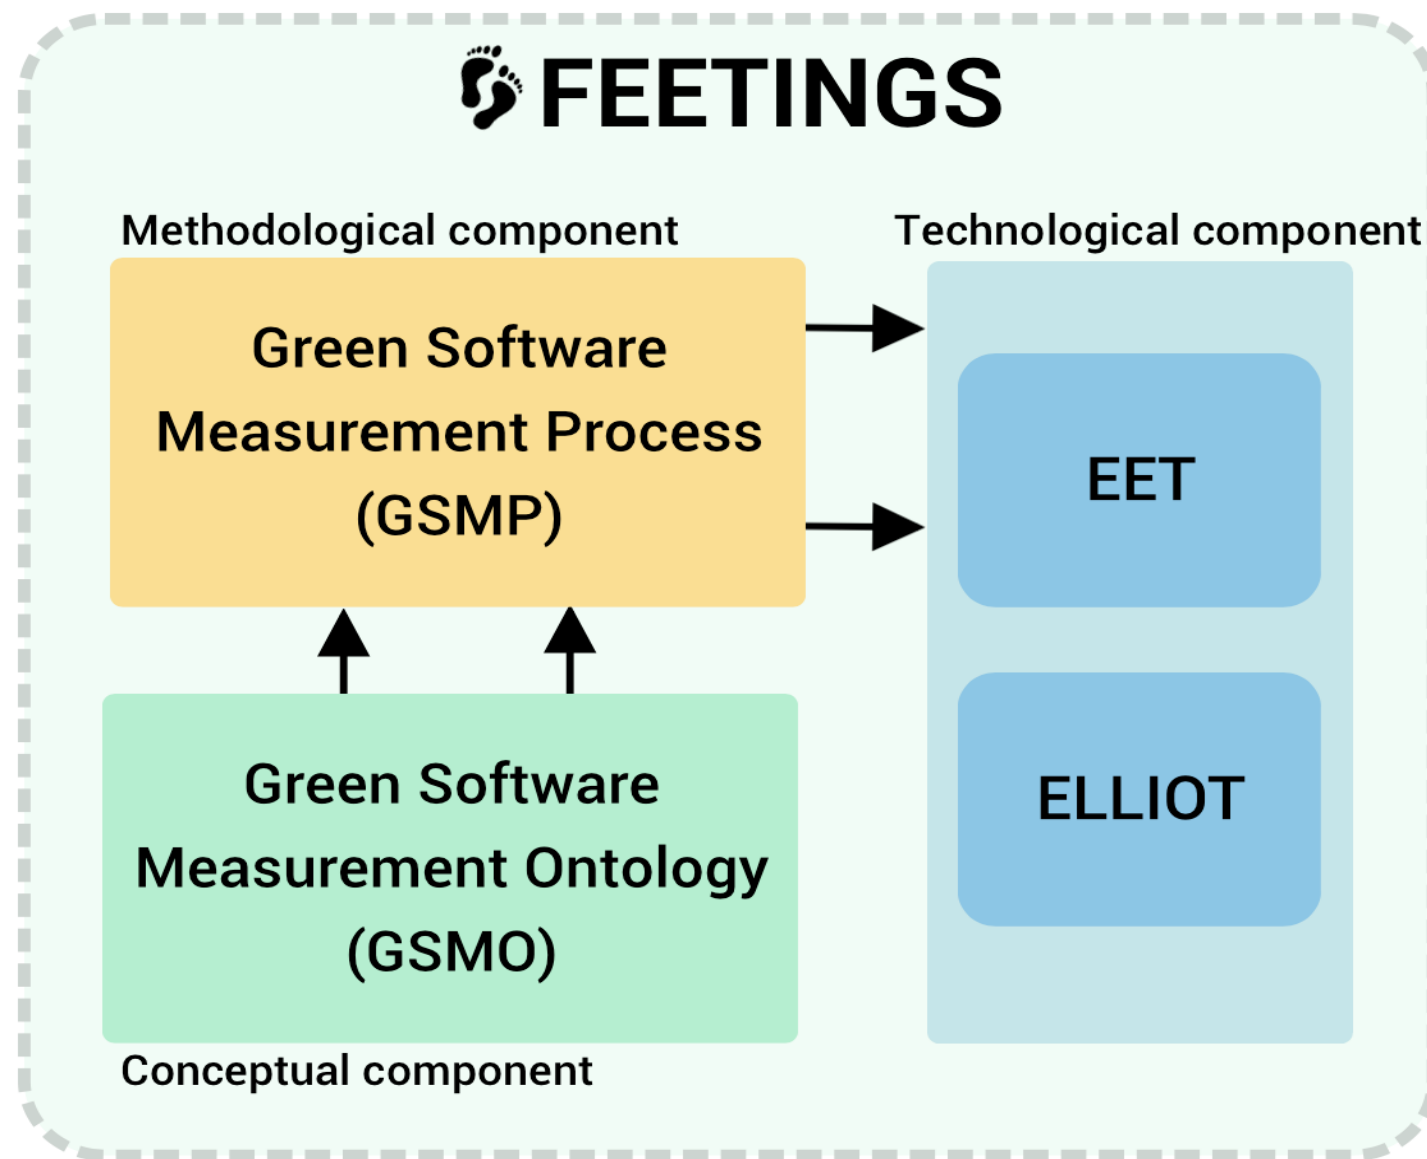 FEETINGS
Methodological component
Green Software
Measurement Process
(GSMP)
Technological component
EET
ELLIOT
Green Software
Measurement Ontology
(GSMO)
Conceptual component